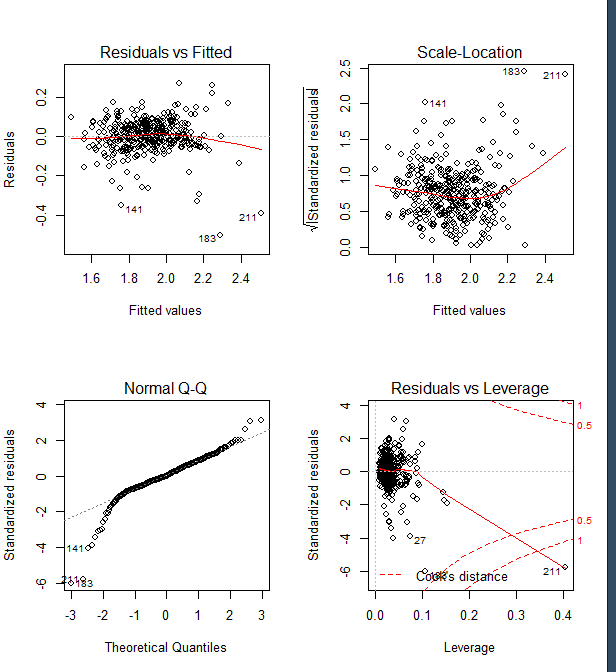 Residuals vs Fitted
Residuals
0.2
0.0
-0.2
-0.4
141
183
211
1.6 1.8 2.0 2.2 2.4
Fitted values
Scale-Location
√|Standardized residuals|
2.5
2.0
1.5
1.0
0.5
0.0
183
211
141
1.6 1.8 2.0 2.2 2.4
Fitted values
Normal Q-Q
Standardized residuals
4
2
0
-2
-4
-6
141
211
183
-3 -2 -1 0 1 2 3
Theoretical Quantiles
Residuals vs Leverage
Standardized residuals
4
2
0
-2
-4
-6
1
0.5
0.5
1
27
211
Cook's distance
0.0 0.1 0.2 0.3 0.4
Leverage